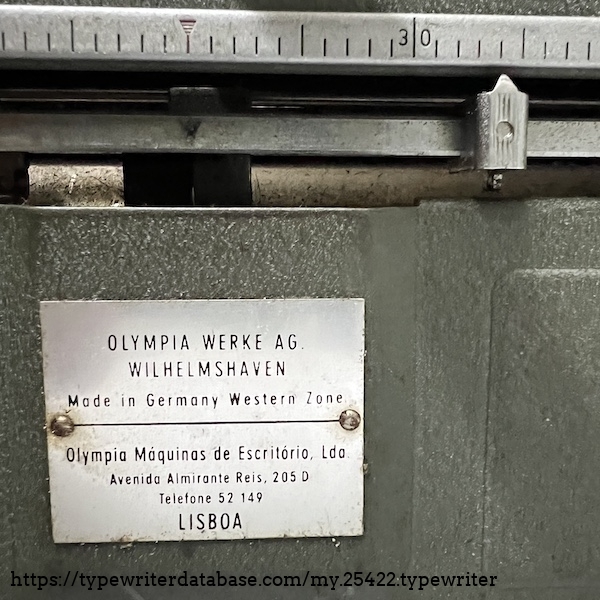 30
OLYMPIA WERKE AG.
WILHELMSHAVEN
Made in Germany Western Zone
Olympia Máquinas de Escritório, Lda.
Avenida Almirante Reis, 205 D
Telefone 52 149
LISBOA
https://typewriterdatabase.com/my.25422.typewriter